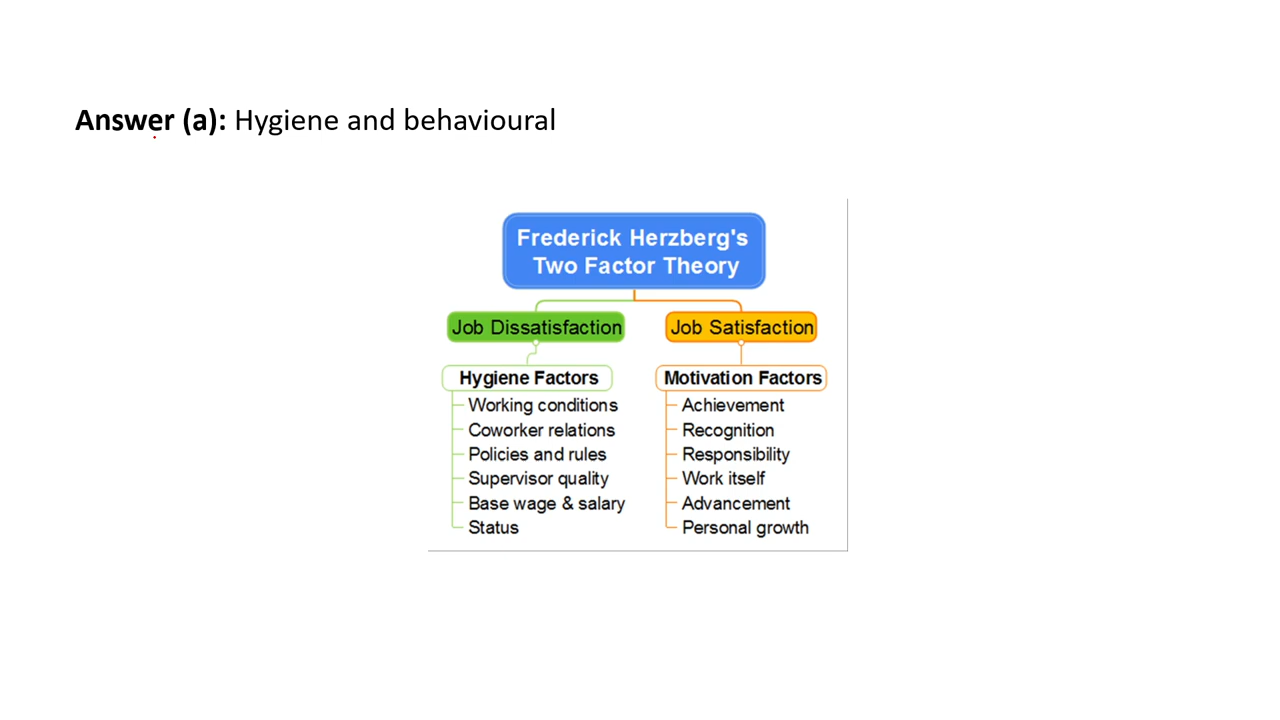 Answer (a): Hygiene and behavioural
Frederick Herzberg's
Two Factor Theory
Job Dissatisfaction
Hygiene Factors
Working conditions
Coworker relations
Policies and rules
Supervisor quality
Base wage & salary
Status
Job Satisfaction
Motivation Factors
Achievement
Recognition
Responsibility
Work itself
Advancement
Personal growth